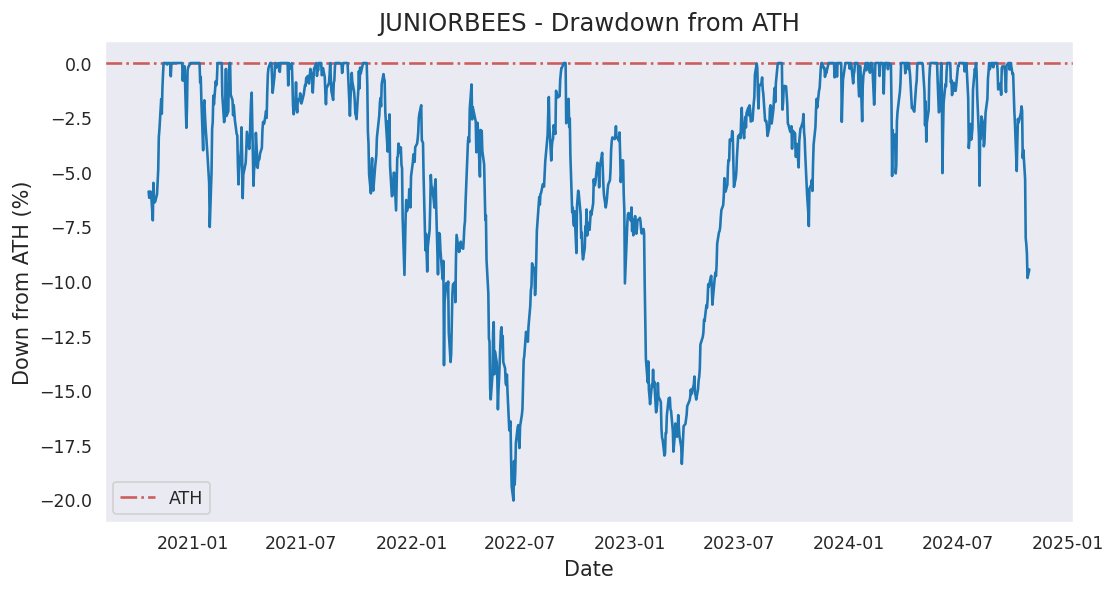 JUNIORBEES - Drawdown from ATH
Down from ATH (%)
0.0
−2.5
−5.0
−7.5
−10.0
−12.5
−15.0
−17.5
−20.0
ATH
2021-01 2021-07 2022-01 2022-07 2023-01 2023-07 2024-01 2024-07 2025-01
Date